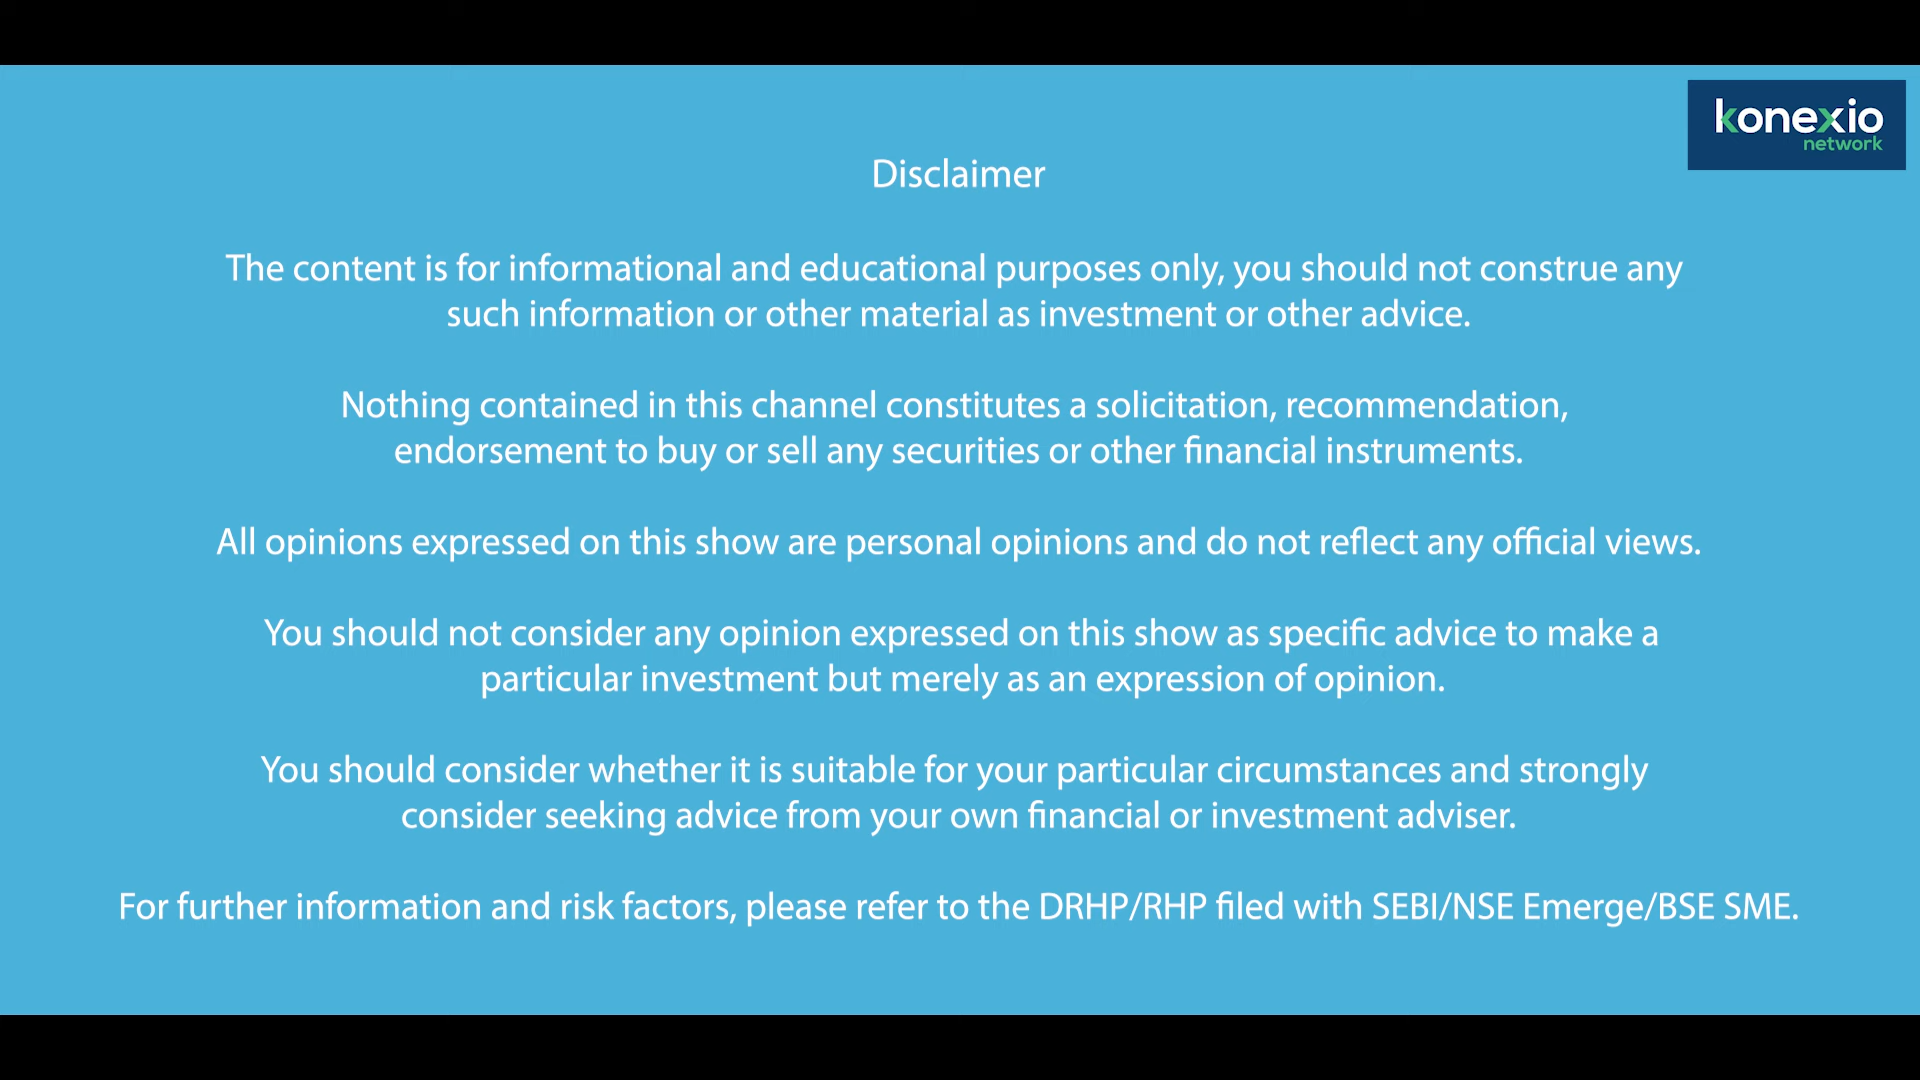 konexio
network
Disclaimer
The content is for informational and educational purposes only, you should not construe any
such information or other material as investment or other advice.
Nothing contained in this channel constitutes a solicitation, recommendation,
endorsement to buy or sell any securities or other financial instruments.
All opinions expressed on this show are personal opinions and do not reflect any official views.
You should not consider any opinion expressed on this show as specific advice to make a
particular investment but merely as an expression of opinion.
You should consider whether it is suitable for your particular circumstances and strongly
consider seeking advice from your own financial or investment adviser.
For further information and risk factors, please refer to the DRHP/RHP filed with SEBI/NSE Emerge/BSE SME.